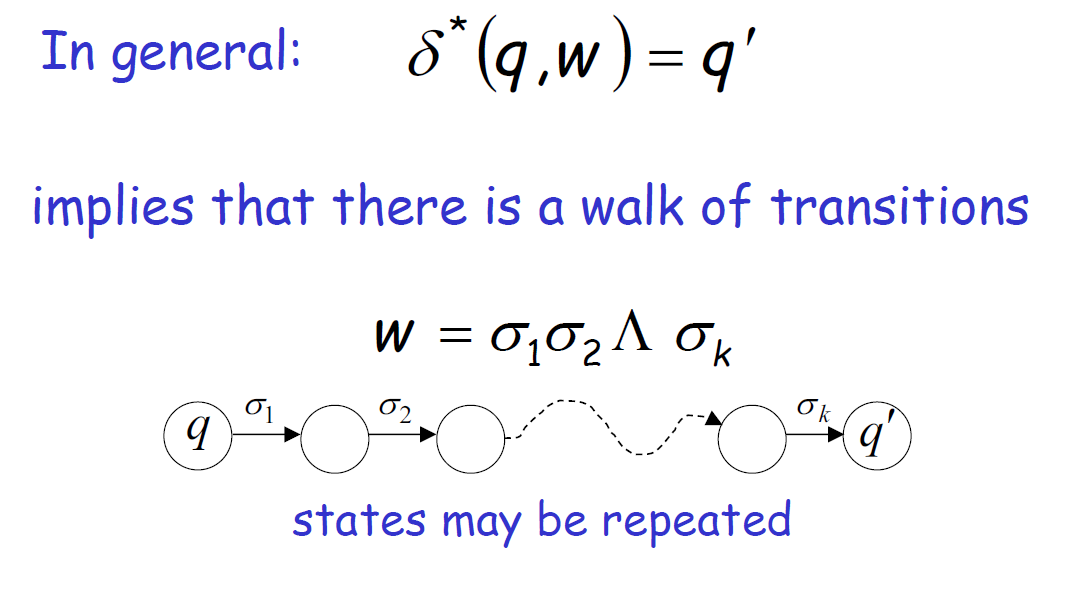 In general: δ*(q,w) = q′
implies that there is a walk of transitions
w = σ₁σ₂Λ σₖ
q σ₁ σ₂ σₖ q′
states may be repeated